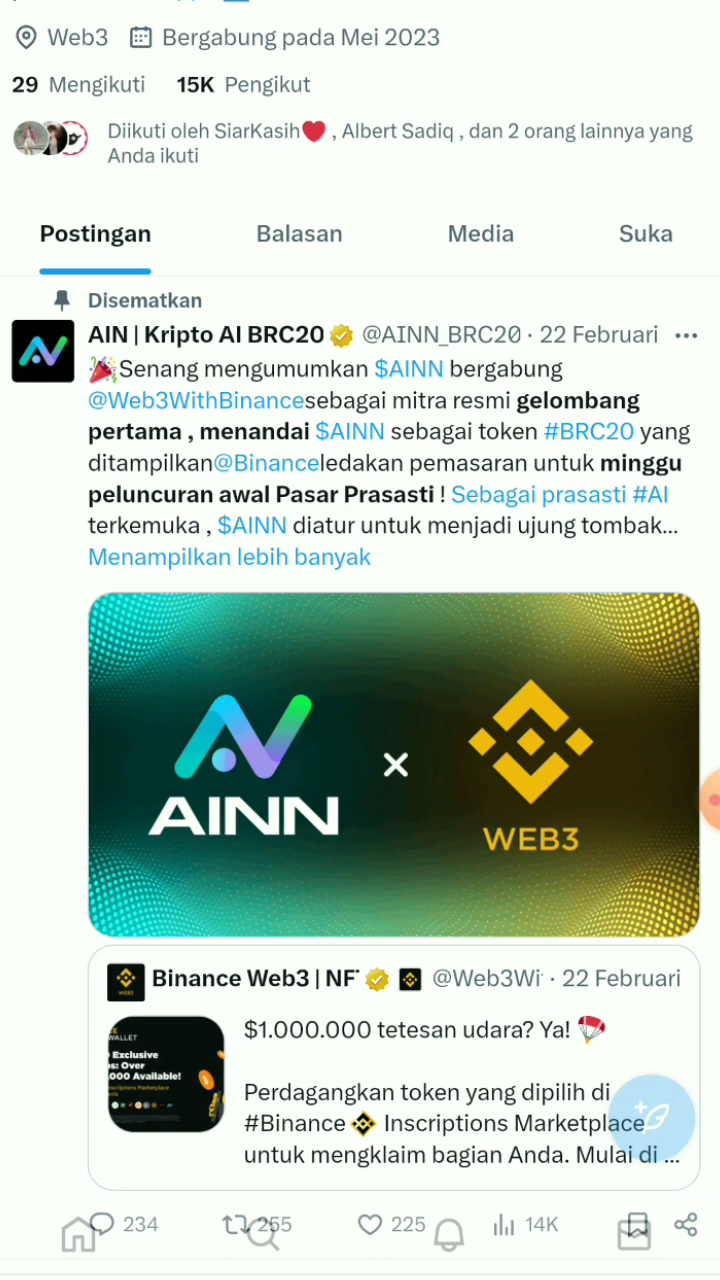 Web3 Bergabung pada Mei 2023
29 Mengikuti 15K Pengikut
Diikuti oleh SiarKasih❤️ , Albert Sadiq , dan 2 orang lainnya yang
Anda ikuti
Postingan Balasan Media Suka
Disematkan
AIN | Kripto AI BRC20 @AINN_BRC20 · 22 Februari
🎉Senang mengumumkan $AINN bergabung
@Web3WithBinancesebagai mitra resmi gelombang
pertama , menandai $AINN sebagai token #BRC20 yang
ditampilkan@Binanceledakan pemasaran untuk minggu
peluncuran awal Pasar Prasasti ! Sebagai prasasti #AI
terkemuka , $AINN diatur untuk menjadi ujung tombak...
Menampilkan lebih banyak
AINN × WEB3
Binance Web3 | NF @Web3Wi · 22 Februari
WALLET
Exclusive
Over
000 Available!
$1.000.000 tetesan udara? Ya! 🪂
Perdagangkan token yang dipilih di
#Binance Inscriptions Marketplace
untuk mengklaim bagian Anda. Mulai di ...
234 255 225 14K